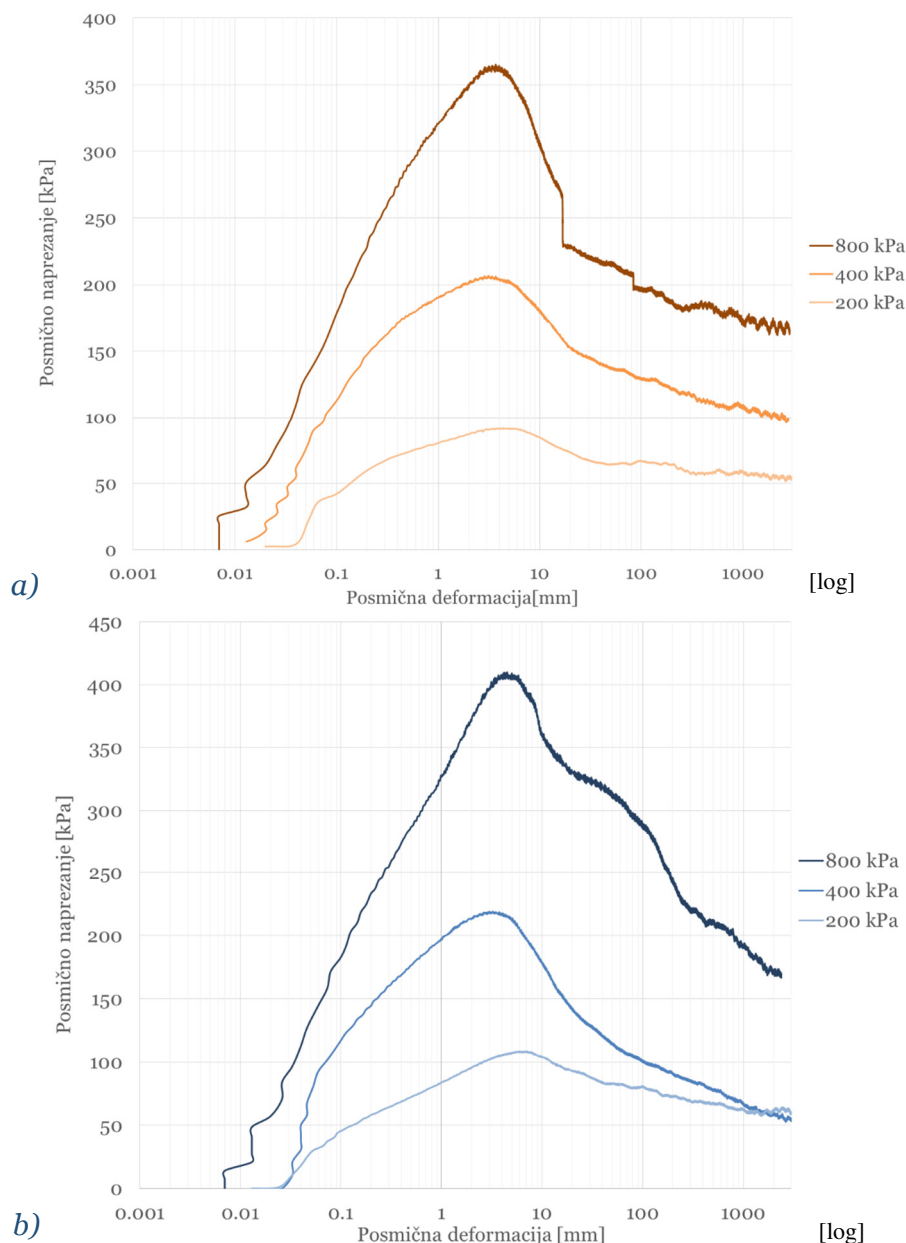 400
350
300
250
200
150
100
50
0
Posmično naprezanje [kPa]
800 kPa
400 kPa
200 kPa
0.001 0.01 0.1 1 10 100 1000
Posmična deformacija[mm]
[log]
a)
450
400
350
300
250
200
150
100
50
0
Posmično naprezanje [kPa]
800 kPa
400 kPa
200 kPa
0.001 0.01 0.1 1 10 100 1000
Posmična deformacija [mm]
[log]
b)